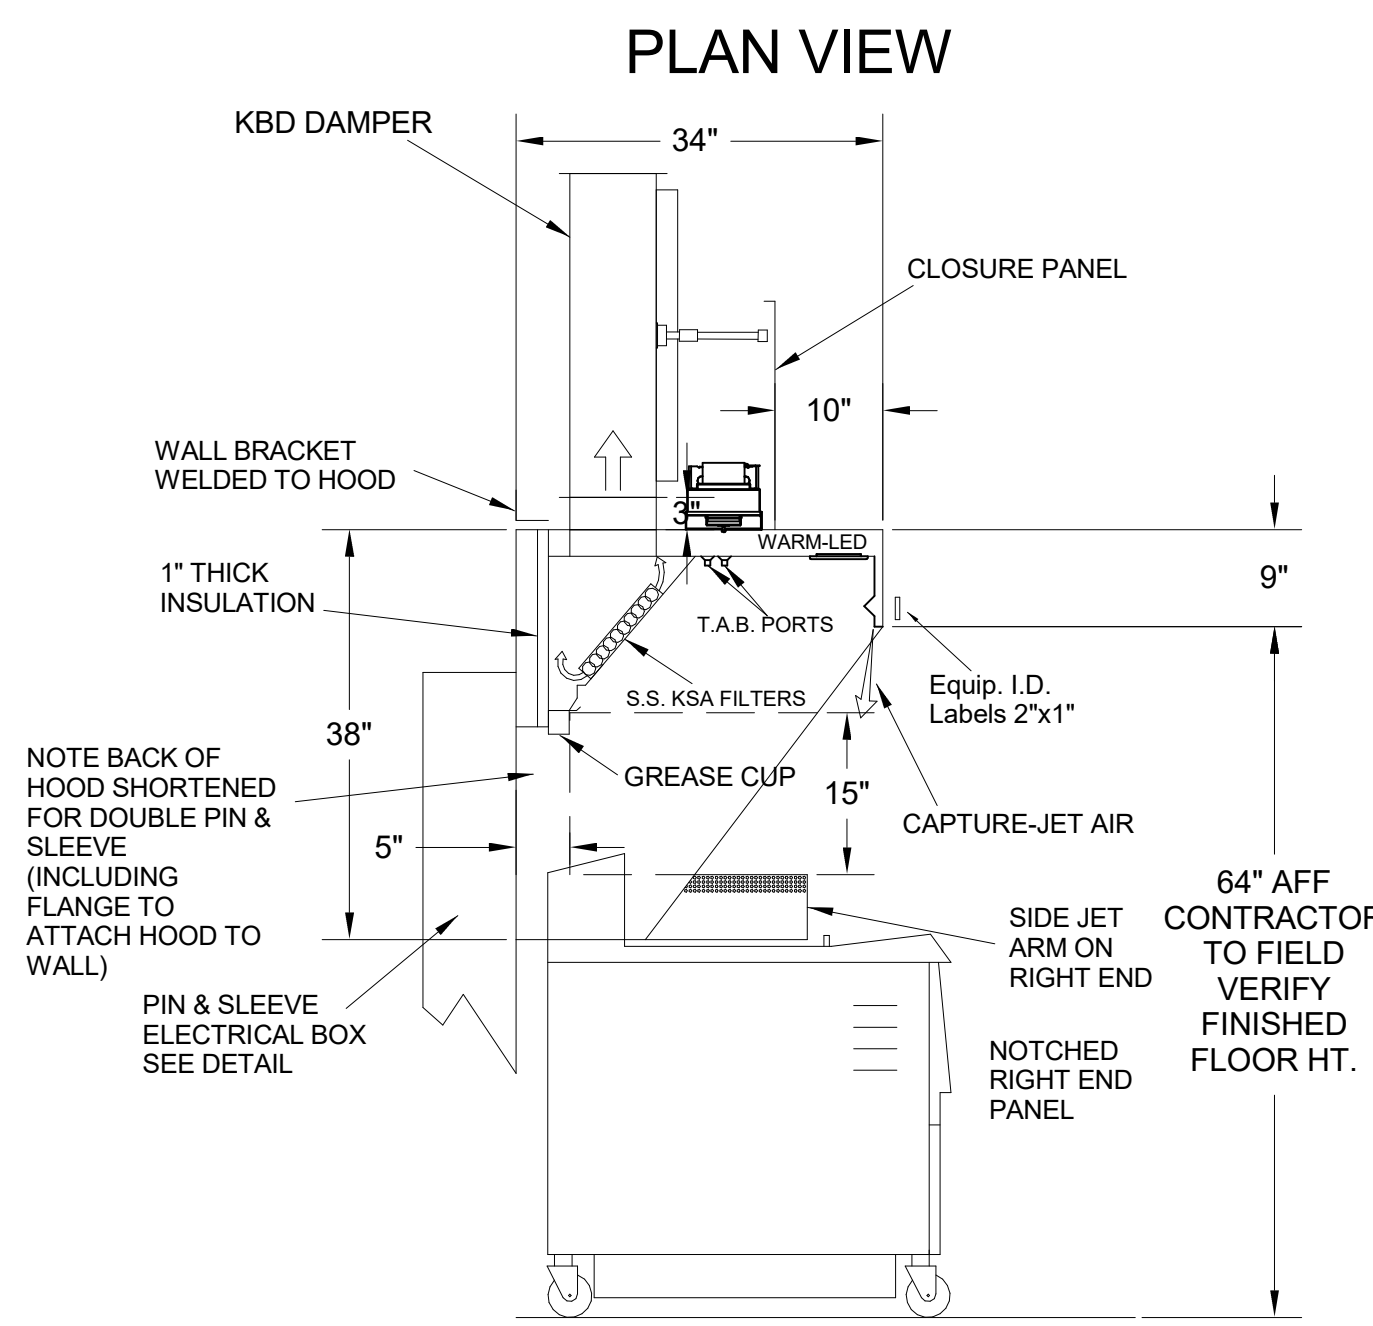 PLAN VIEW
KBD DAMPER
34"
CLOSURE PANEL
10"
WALL BRACKET
WELDED TO HOOD
3"
WARM-LED
1" THICK
INSULATION
9"
T.A.B. PORTS
S.S. KSA FILTERS
Equip. I.D.
Labels 2"x1"
38"
NOTE BACK OF
HOOD SHORTENED
FOR DOUBLE PIN &
SLEEVE
(INCLUDING
FLANGE TO
ATTACH HOOD TO
WALL)
GREASE CUP
15"
CAPTURE-JET AIR
5"
64" AFF
CONTRACTOR
TO FIELD
VERIFY
FINISHED
FLOOR HT.
SIDE JET
ARM ON
RIGHT END
PIN & SLEEVE
ELECTRICAL BOX
SEE DETAIL
NOTCHED
RIGHT END
PANEL